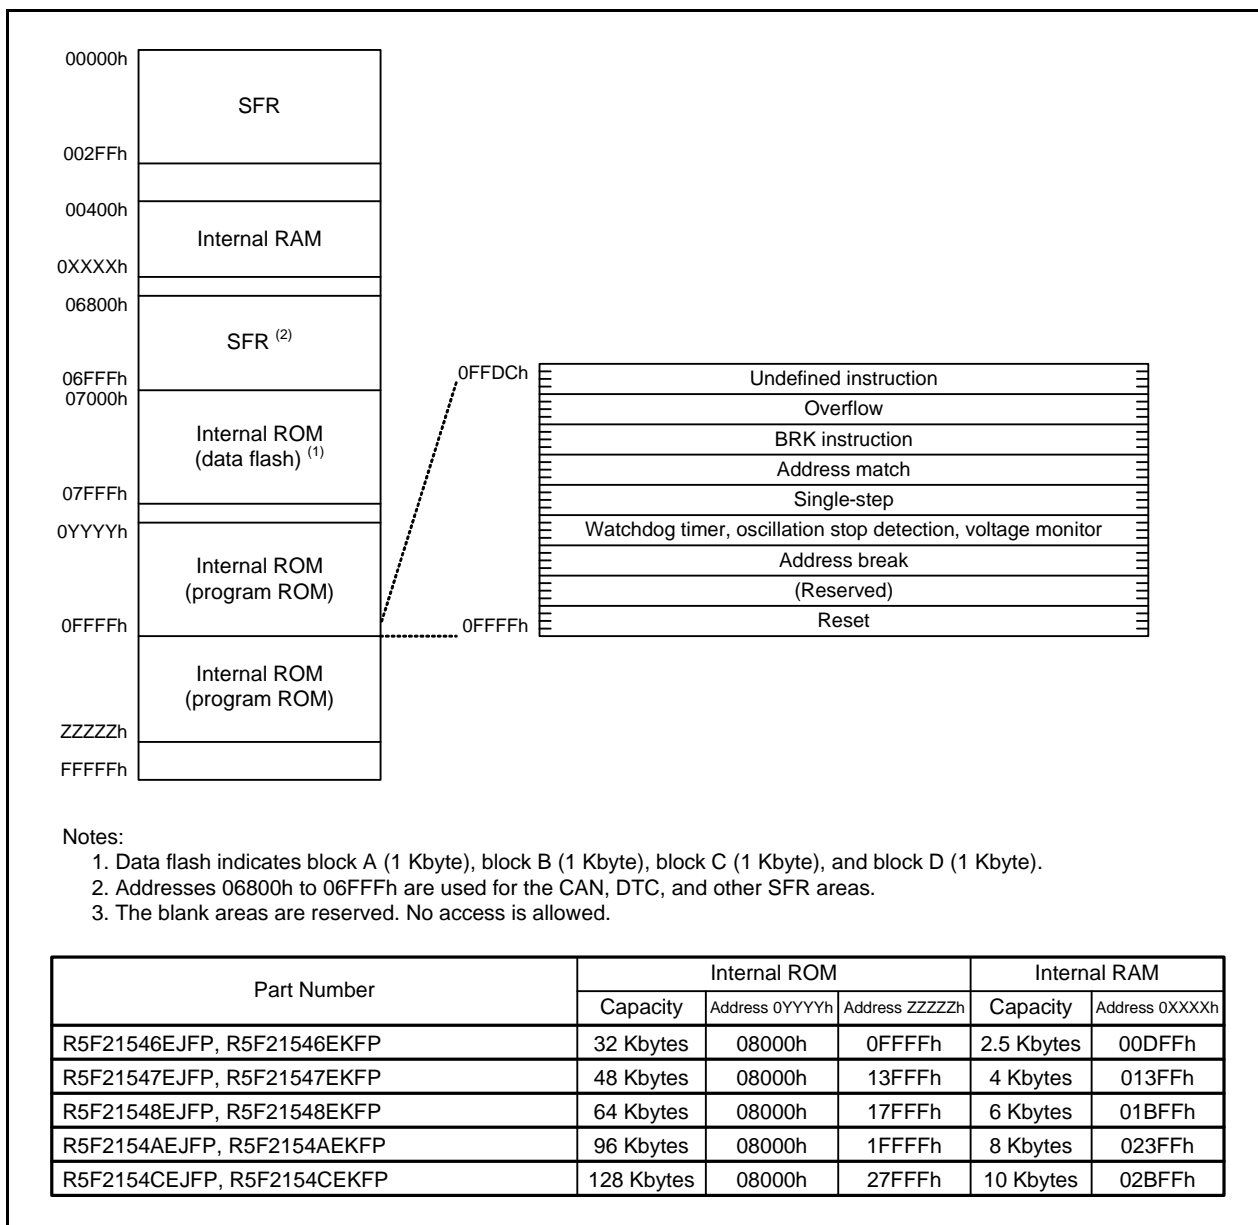 00000h
SFR
002FFh
00400h
Internal RAM
0XXXXh
06800h
SFR (2)
06FFFh
07000h
Internal ROM
(data flash) (1)
07FFFh
0YYYYh
Internal ROM
(program ROM)
0FFFFh
Internal ROM
(program ROM)
ZZZZZh
FFFFFh
0FFDCh
Undefined instruction
Overflow
BRK instruction
Address match
Single-step
Watchdog timer, oscillation stop detection, voltage monitor
Address break
(Reserved)
0FFFFh
Reset
Notes:
1. Data flash indicates block A (1 Kbyte), block B (1 Kbyte), block C (1 Kbyte), and block D (1 Kbyte).
2. Addresses 06800h to 06FFFh are used for the CAN, DTC, and other SFR areas.
3. The blank areas are reserved. No access is allowed.
Part Number Internal ROM Internal RAM
Capacity Address 0YYYYh Address ZZZZZh Capacity Address 0XXXXh
R5F21546EJFP, R5F21546EKFP 32 Kbytes 08000h 0FFFFh 2.5 Kbytes 00DFFh
R5F21547EJFP, R5F21547EKFP 48 Kbytes 08000h 13FFFh 4 Kbytes 013FFh
R5F21548EJFP, R5F21548EKFP 64 Kbytes 08000h 17FFFh 6 Kbytes 01BFFh
R5F2154AEJFP, R5F2154AEKFP 96 Kbytes 08000h 1FFFFh 8 Kbytes 023FFh
R5F2154CEJFP, R5F2154CEKFP 128 Kbytes 08000h 27FFFh 10 Kbytes 02BFFh